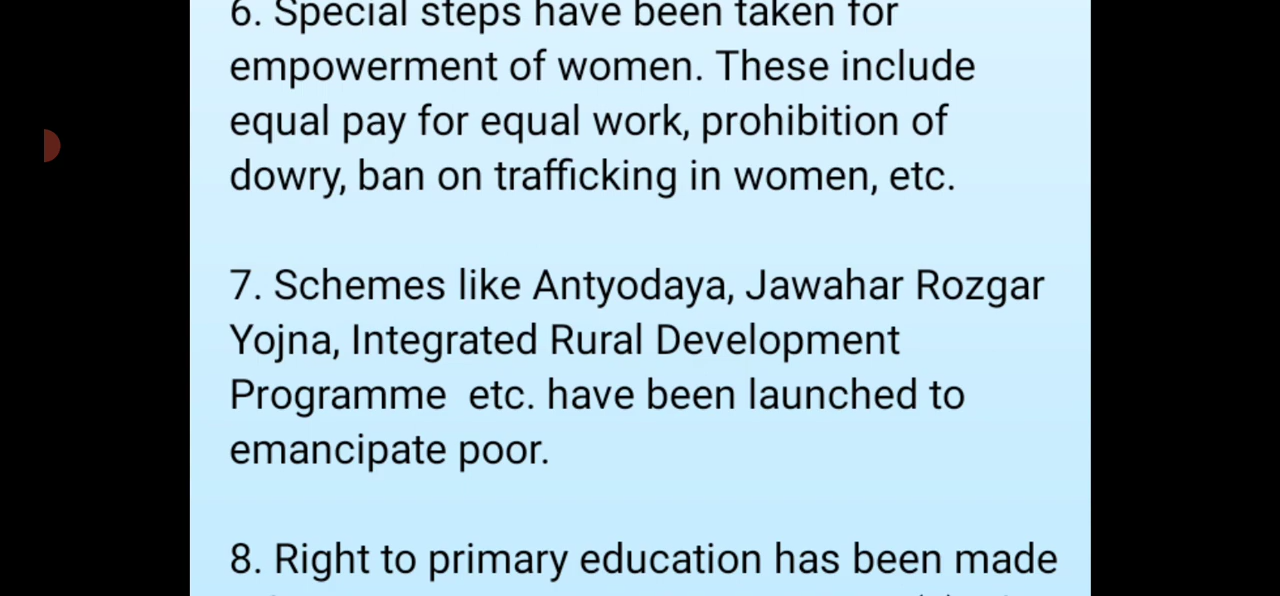 6. Special steps have been taken for
empowerment of women. These include
equal pay for equal work, prohibition of
dowry, ban on trafficking in women, etc.
7. Schemes like Antyodaya, Jawahar Rozgar
Yojna, Integrated Rural Development
Programme  etc. have been launched to
emancipate poor.
8. Right to primary education has been made